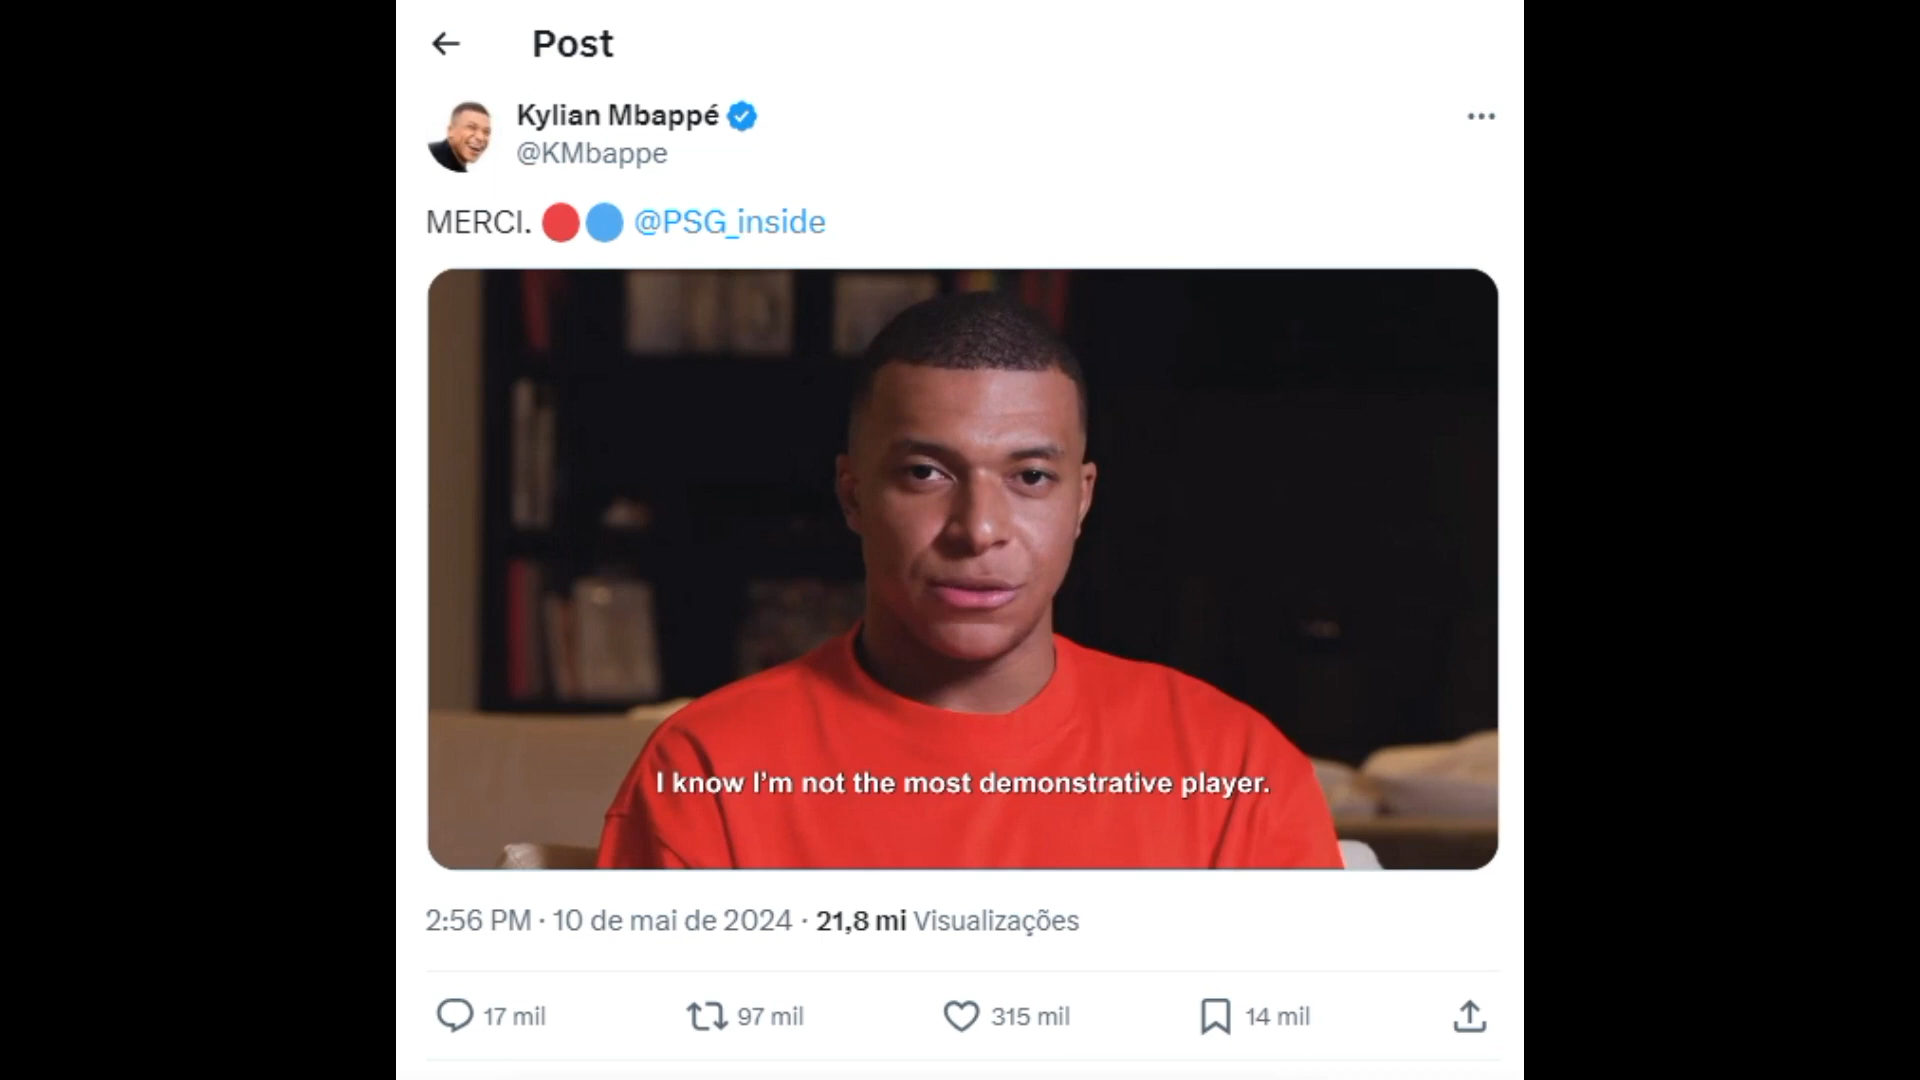 Post
Kylian Mbappé
@KMbappe
MERCI. 🔴🔵 @PSG_inside
I know I'm not the most demonstrative player.
2:56 PM · 10 de mai de 2024 · 21,8 mi Visualizações
17 mil 97 mil 315 mil 14 mil